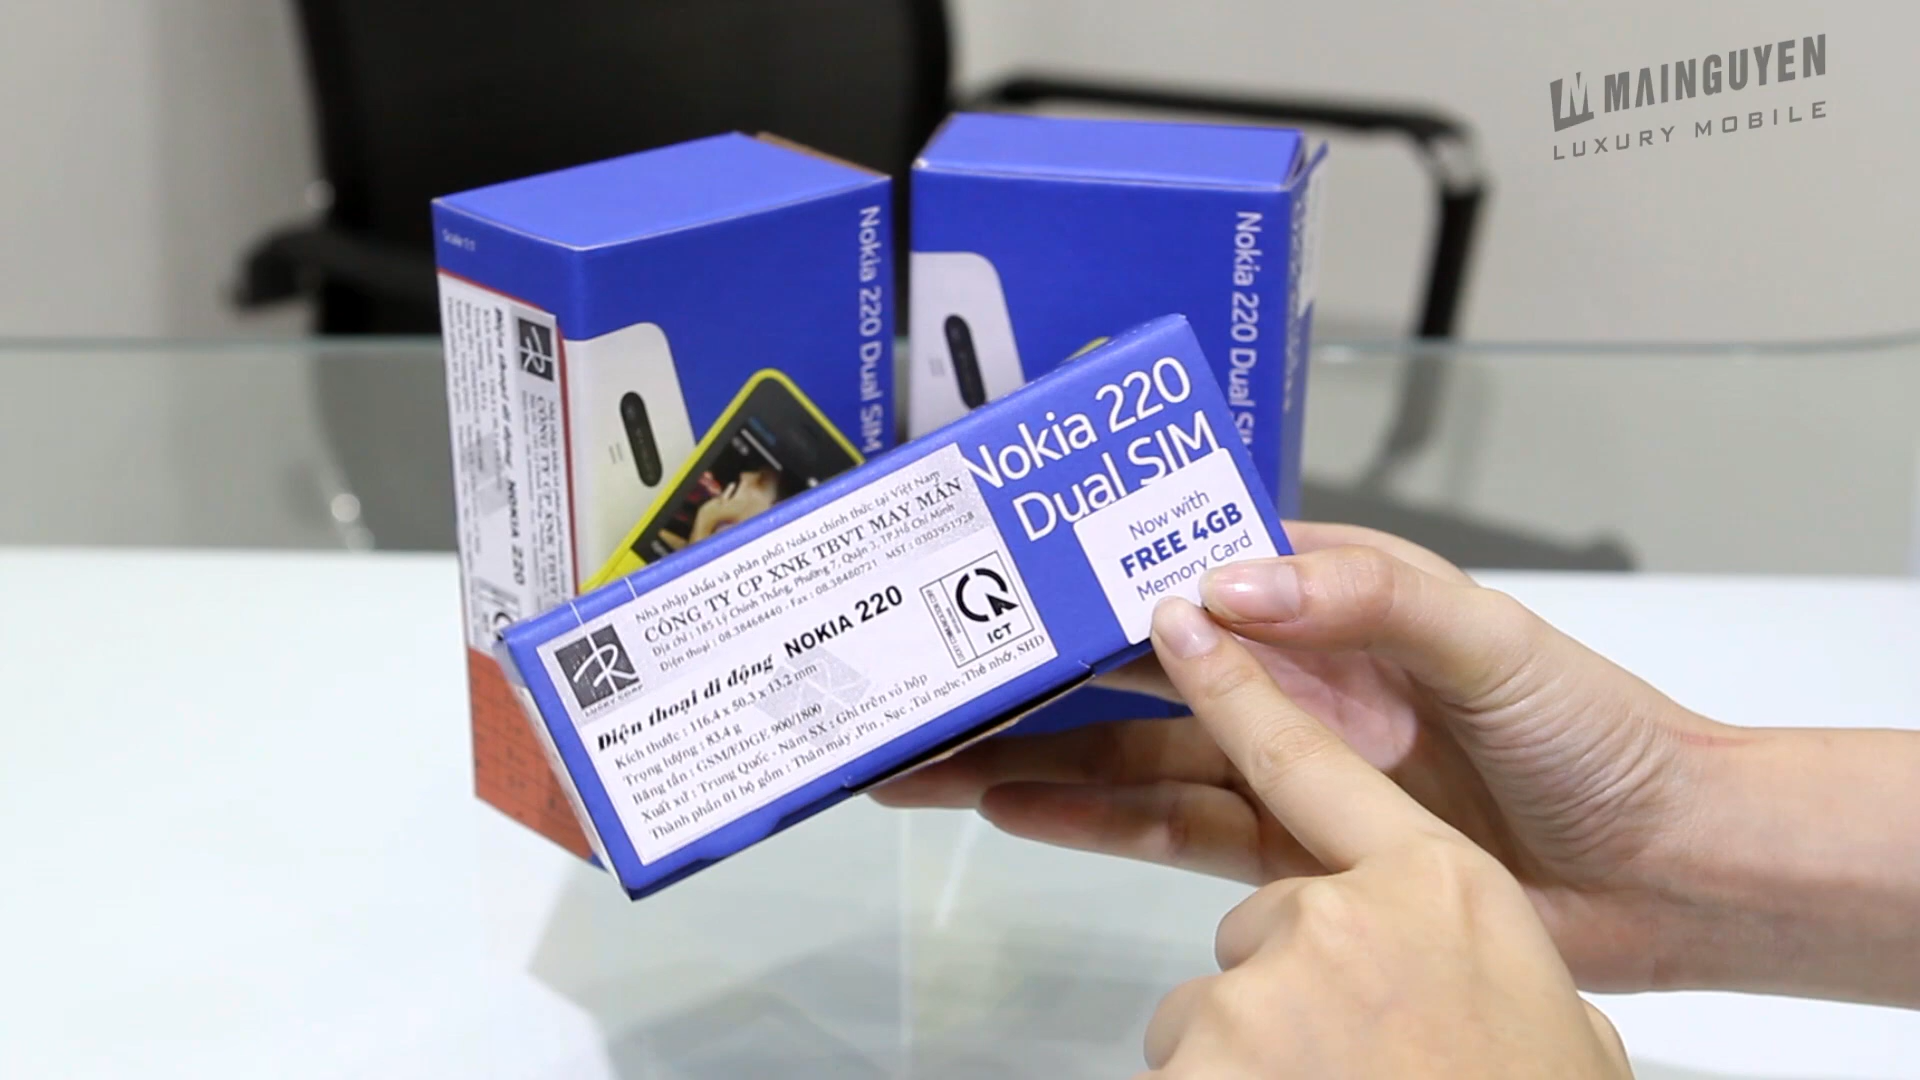 MAINGUYEN
LUXURY MOBILE
Scale 1:1
Nokia 220 Dual SIM
Nokia 220 Dual SIM
NOKIA 220
Nokia 220
Dual SIM
Now with
FREE 4GB
Memory Card
Nhà nhập khẩu và phân phối Nokia chính thức tại Việt Nam
CÔNG TY CP XNK TBVT MAY MẮN
Địa chỉ : 185 Lý Chính Thắng, Phường 7, Quận 3, TP.Hồ Chí Minh
Điện thoại : 08.38468440 - Fax : 08.38480721 MST : 0303951928
LUCKY CORP
ICT
Điện thoại di động NOKIA 220
Kích thước : 116.4 x 50.3 x 13.2 mm
Trọng lượng : 83.4 g
Băng tần : GSM/EDGE 900/1800
Xuất xứ : Trung Quốc - Năm SX : Ghi trên vỏ hộp
Thành phần 01 bộ gồm : Thân máy ,Pin , Sạc ,Tai nghe,Thẻ nhớ, SHD